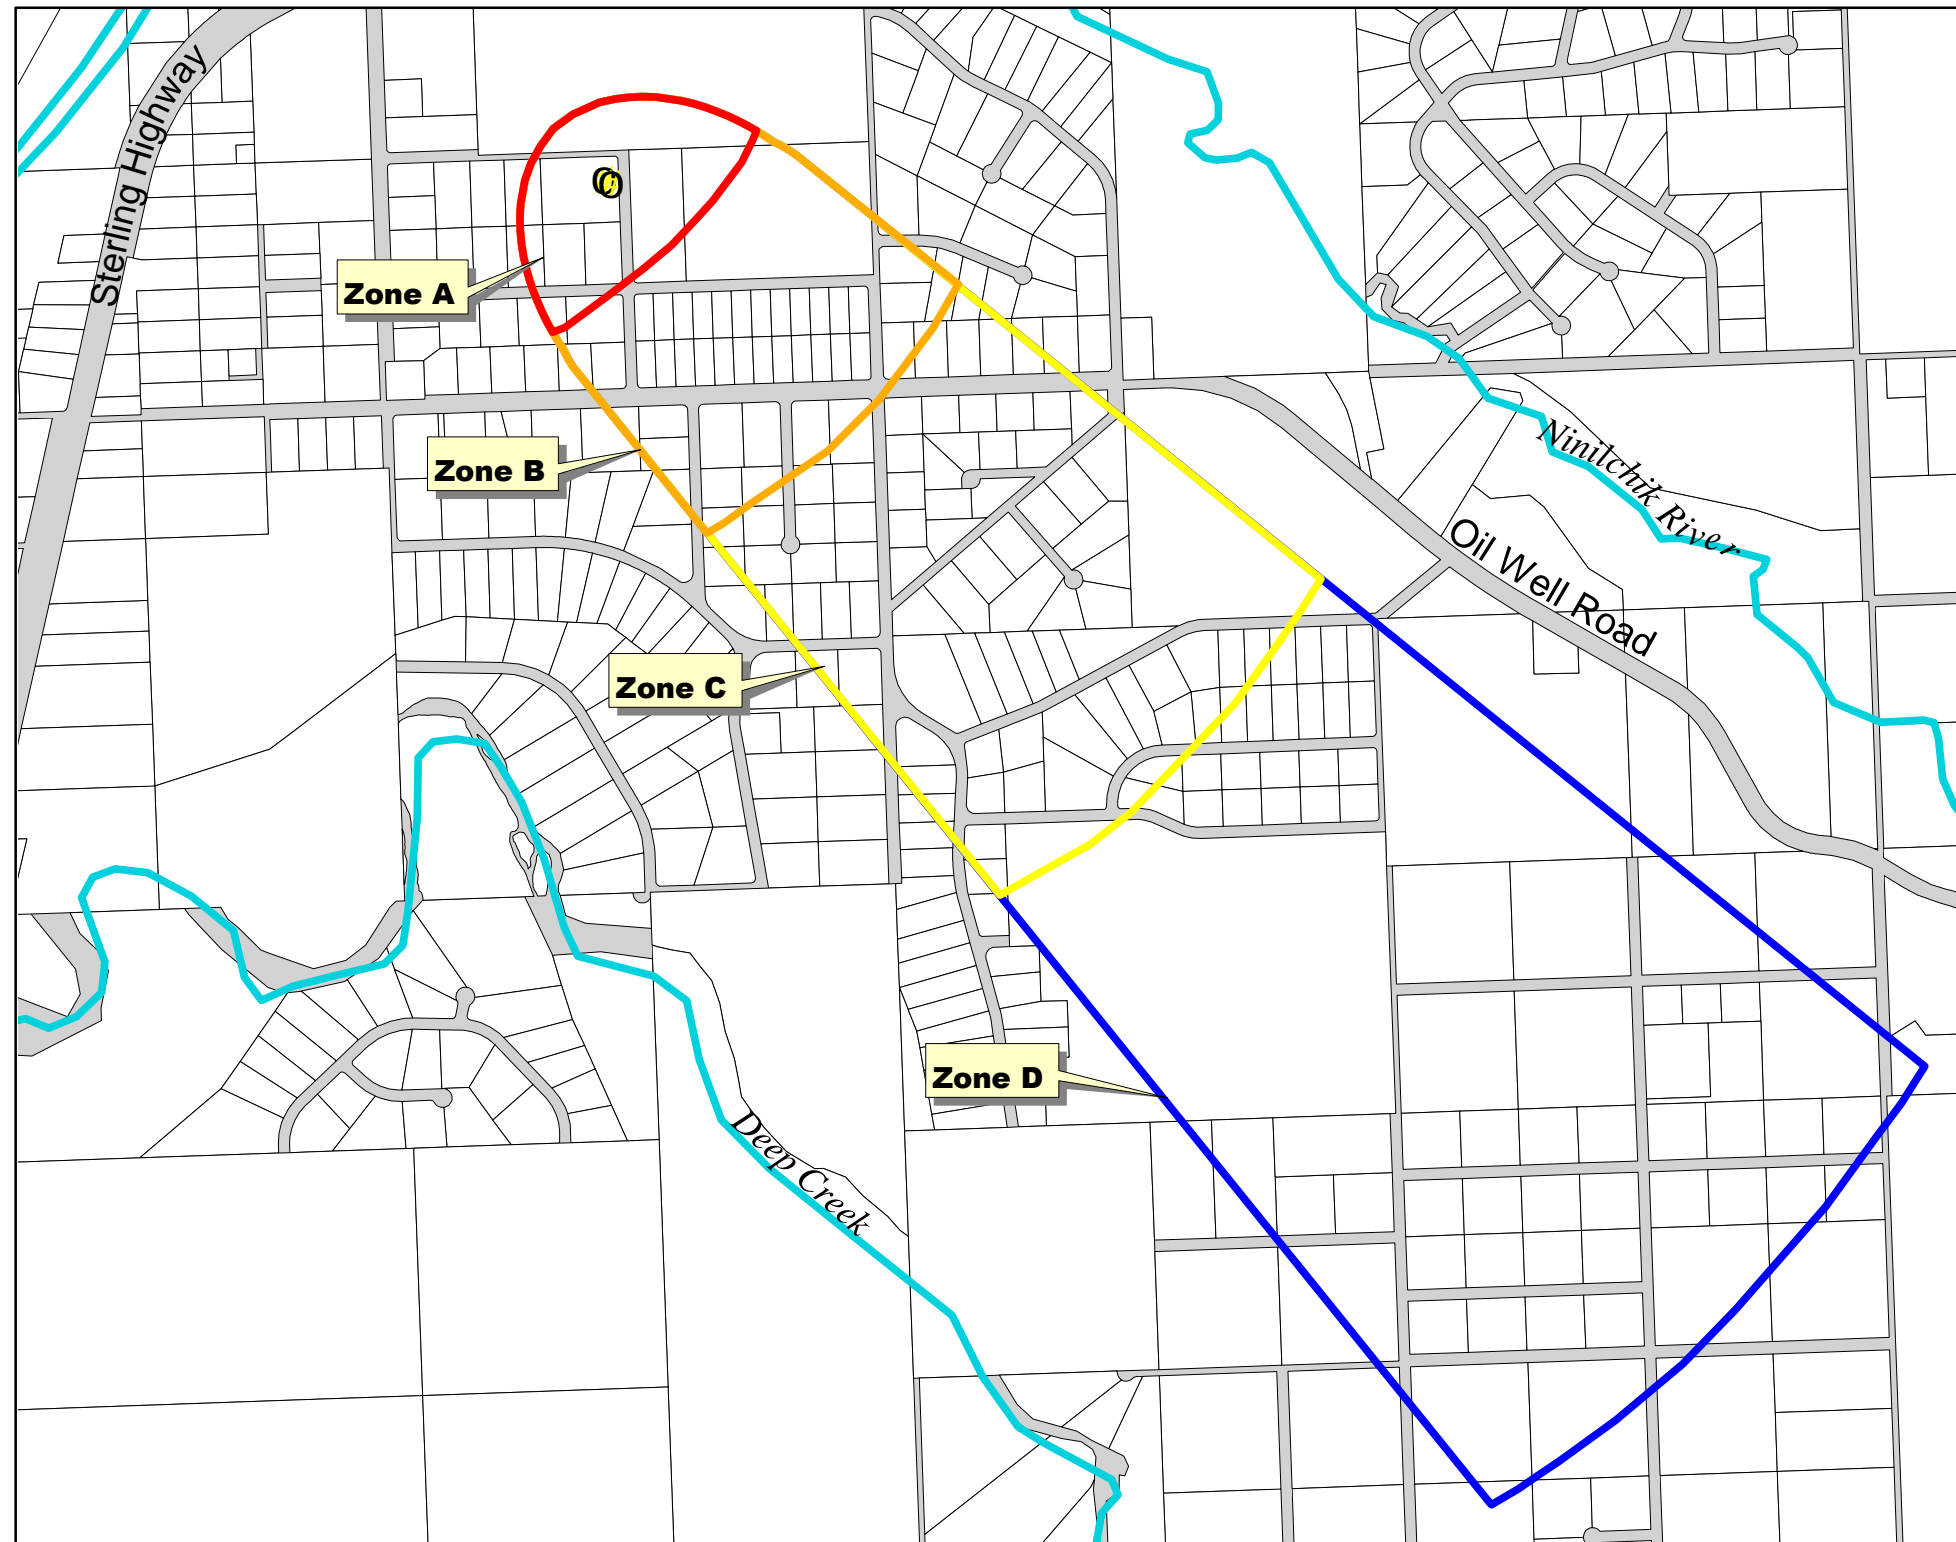 Sterling Highway
Zone A
Zone B
Ninilchik River
Oil Well Road
Zone C
Zone D
Deep Creek